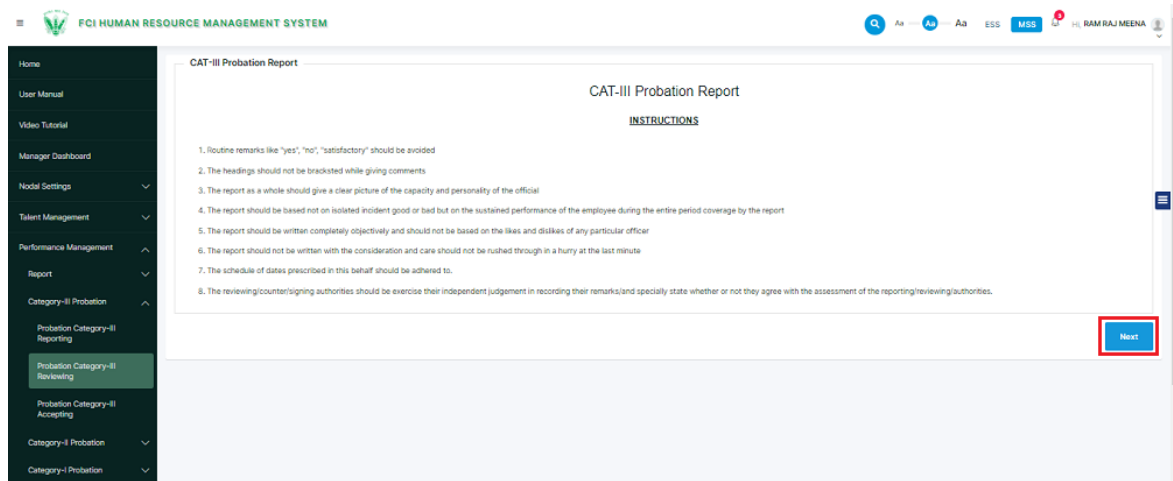 FCI HUMAN RESOURCE MANAGEMENT SYSTEM
Aa Aa Aa ESS MSS 3 Hi, RAM RAJ MEENA
Home
User Manual
Video Tutorial
Manager Dashboard
Nodal Settings
Talent Management
Performance Management
Report
Category-III Probation
Probation Category-III
Reporting
Probation Category-III
Reviewing
Probation Category-III
Accepting
Category-II Probation
Category-I Probation
CAT-III Probation Report
CAT-III Probation Report
INSTRUCTIONS
1. Routine remarks like "yes", "no", "satisfactory" should be avoided
2. The headings should not be bracksted while giving comments
3. The report as a whole should give a clear picture of the capacity and personality of the official
4. The report should be based not on isolated incident good or bad but on the sustained performance of the employee during the entire period coverage by the report
5. The report should be written completely objectively and should not be based on the likes and dislikes of any particular officer
6. The report should not be written with the consideration and care should not be rushed through in a hurry at the last minute
7. The schedule of dates prescribed in this behalf should be adhered to.
8. The reviewing/counter/signing authorities should be exercise their independent judgement in recording their remarks/and specially state whether or not they agree with the assessment of the reporting/reviewing/authorities.
Next